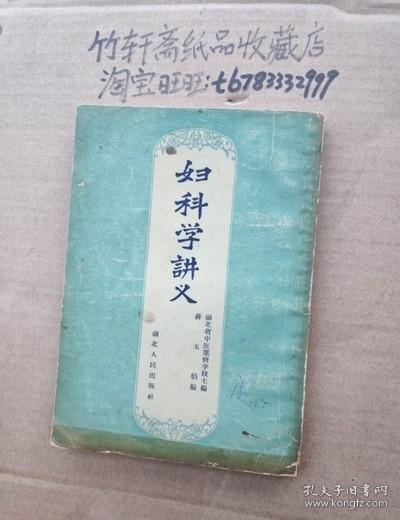 竹轩斋纸品收藏店
淘宝旺旺:tb783332999
妇科学讲义
湖北省中医进修学校主编
蒋玉伯编
湖北人民出版社
孔夫子旧书网
www.kongfz.com